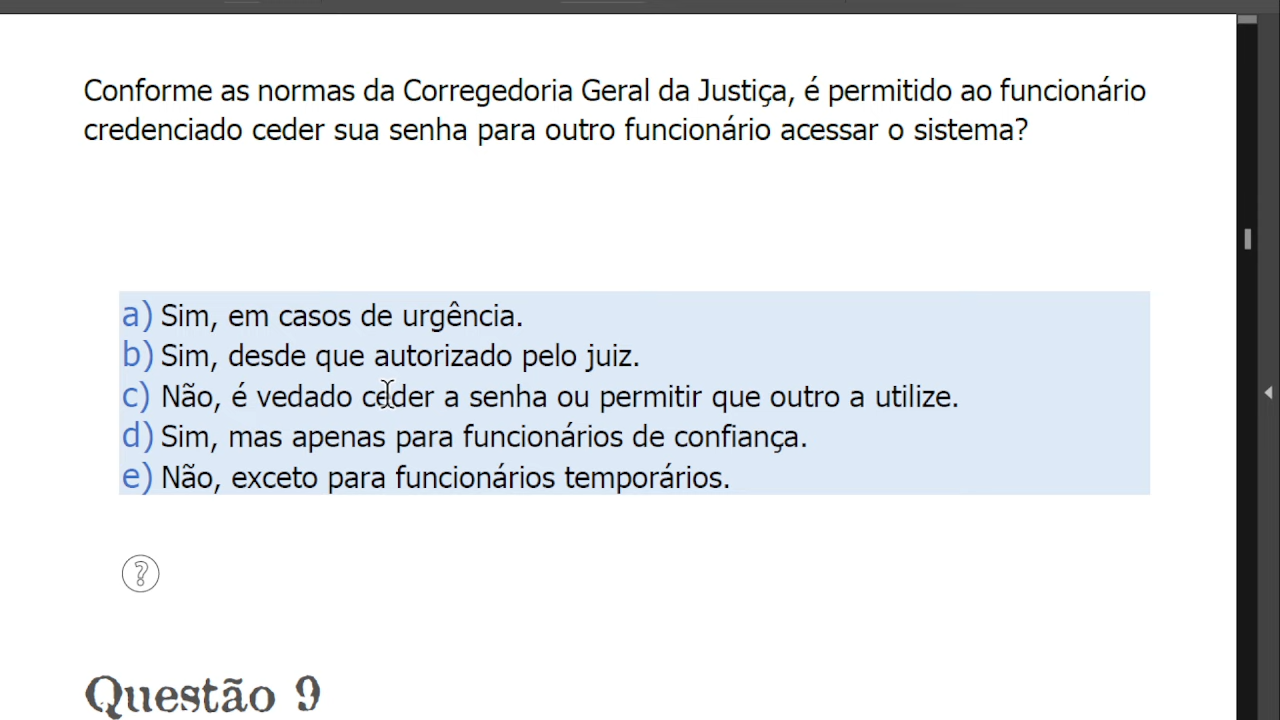 Conforme as normas da Corregedoria Geral da Justiça, é permitido ao funcionário
credenciado ceder sua senha para outro funcionário acessar o sistema?
a) Sim, em casos de urgência.
b) Sim, desde que autorizado pelo juiz.
c) Não, é vedado ceder a senha ou permitir que outro a utilize.
d) Sim, mas apenas para funcionários de confiança.
e) Não, exceto para funcionários temporários.
?
Questão 9